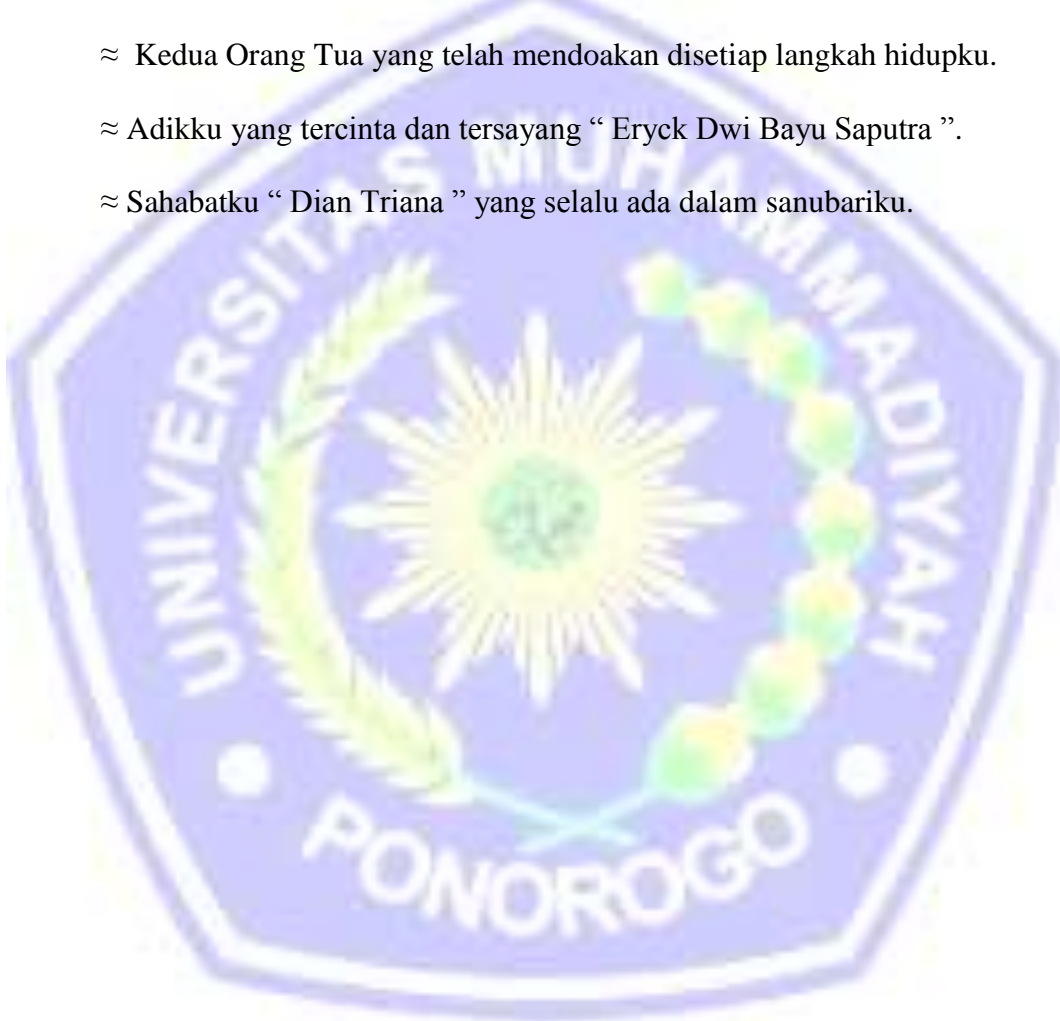 ≈ Kedua Orang Tua yang telah mendoakan disetiap langkah hidupku.
≈ Adikku yang tercinta dan tersayang “ Eryck Dwi Bayu Saputra ”.
≈ Sahabatku “ Dian Triana ” yang selalu ada dalam sanubariku.
UNIVERSITAS MUHAMMADIYAH
PONOROGO